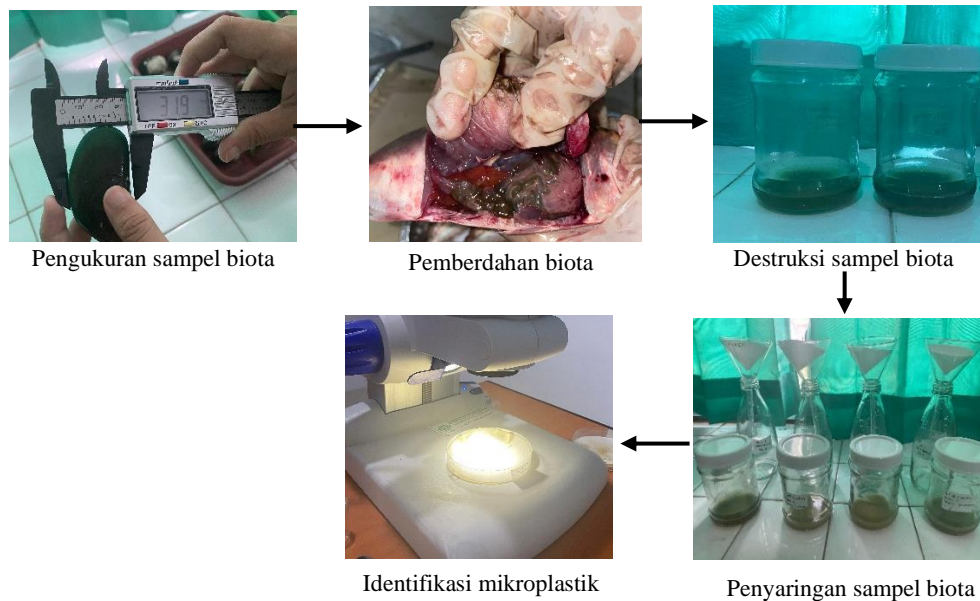 Pengukuran sampel biota
Pemberdahan biota
Destruksi sampel biota
Identifikasi mikroplastik
Penyaringan sampel biota